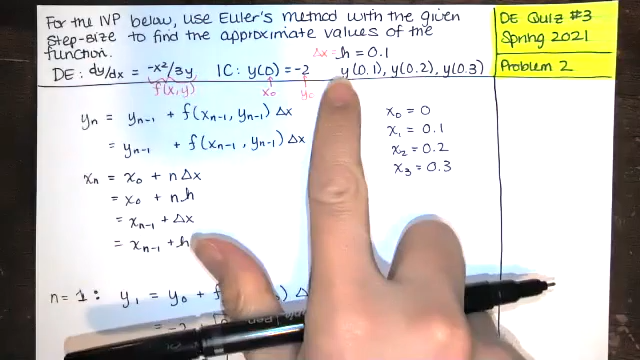 For the IVP below, use Euler's method with the given
step-size to find the approximate values of the
function.
Δx = h = 0.1
DE: dy/dx = -x²/3y IC: y(0) = -2 y(0.1), y(0.2), y(0.3)
f(x,y) x₀ y₀
DE Quiz #3
Spring 2021
Problem 2
yₙ = yₙ₋₁ + f(xₙ₋₁, yₙ₋₁) Δx
= yₙ₋₁ + f(xₙ₋₁, yₙ₋₁) Δx
xₙ = x₀ + nΔx
= x₀ + n.h
= xₙ₋₁ + Δx
= xₙ₋₁ + h
x₀ = 0
x₁ = 0.1
x₂ = 0.2
x₃ = 0.3
n = 1: y₁ = y₀ + f( ₀) Δ
= -2